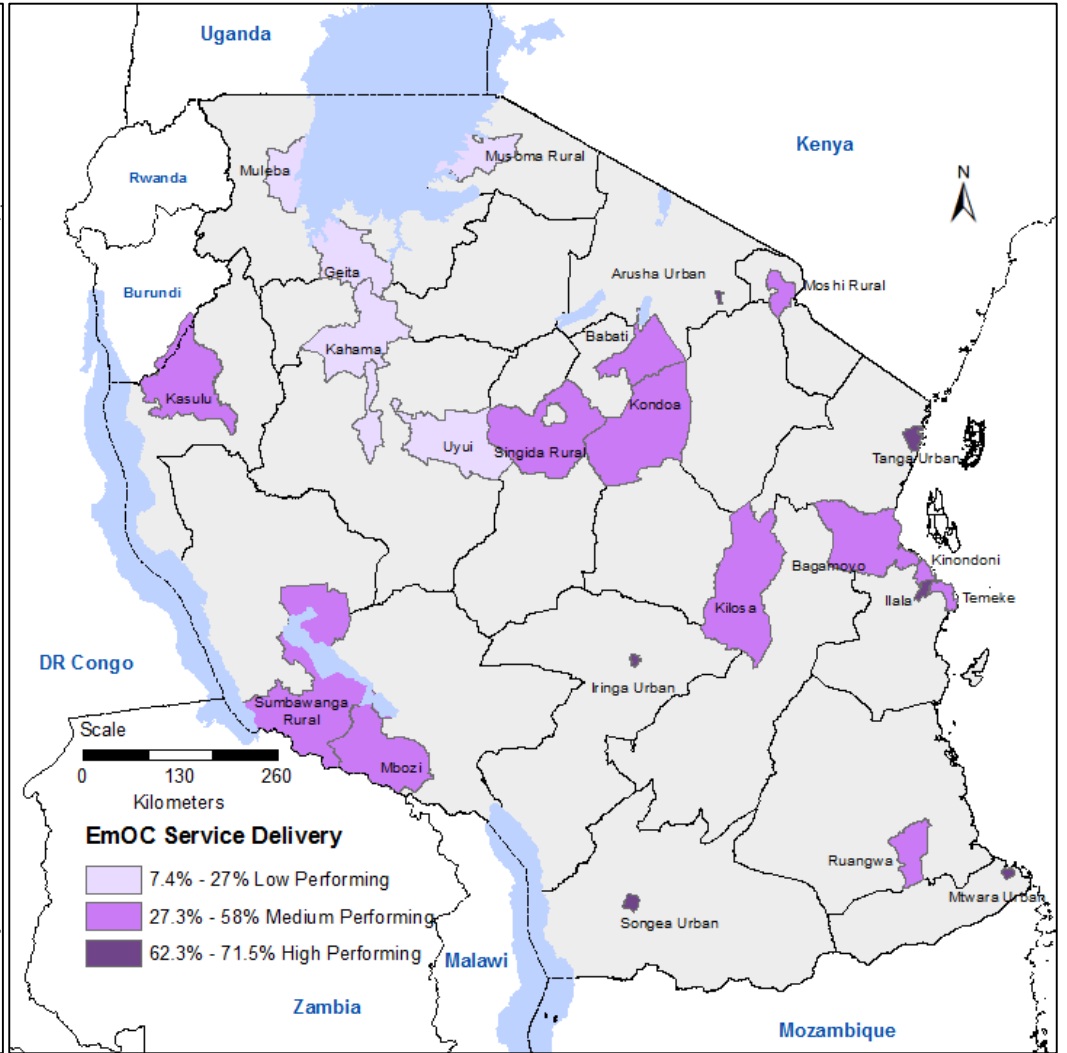 Uganda
Kenya
Rwanda
Muleba
Musoma Rural
N
Burundi
Geita
Arusha Urban
Moshi Rural
Babati
Kahama
Kasulu
Kondoa
Uyui
Singida Rural
Tanga Urban
Bagamoyo
Kinondoni
Ilala
Temeke
Kilosa
DR Congo
Iringa Urban
Sumbawanga
Rural
Scale
Mbozi
0 130 260
Kilometers
EmOC Service Delivery
7.4% - 27% Low Performing
27.3% - 58% Medium Performing
62.3% - 71.5% High Performing
Ruangwa
Mtwara Urban
Songea Urban
Malawi
Zambia
Mozambique